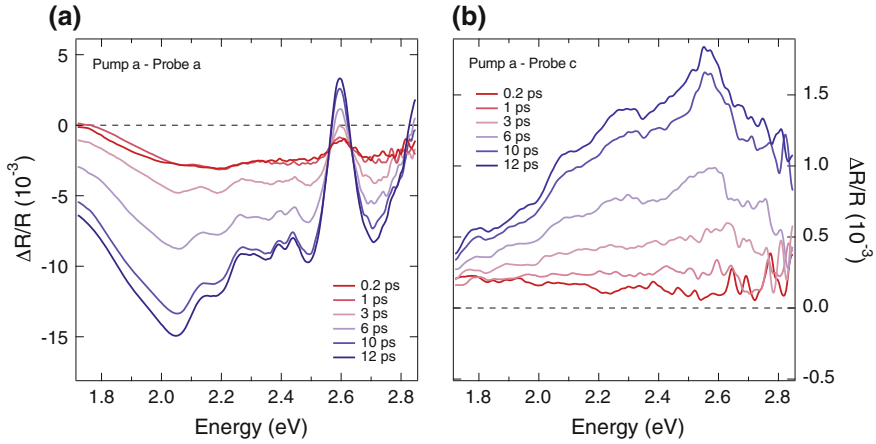 (a)
ΔR/R (10⁻³)
5
0
-5
-10
-15
Pump a - Probe a
0.2 ps
1 ps
3 ps
6 ps
10 ps
12 ps
1.8
2.0
2.2
2.4
2.6
2.8
Energy (eV)
(b)
Pump a - Probe c
0.2 ps
1 ps
3 ps
6 ps
10 ps
12 ps
1.5
1.0
0.5
0.0
-0.5
ΔR/R (10⁻³)
1.8
2.0
2.2
2.4
2.6
2.8
Energy (eV)